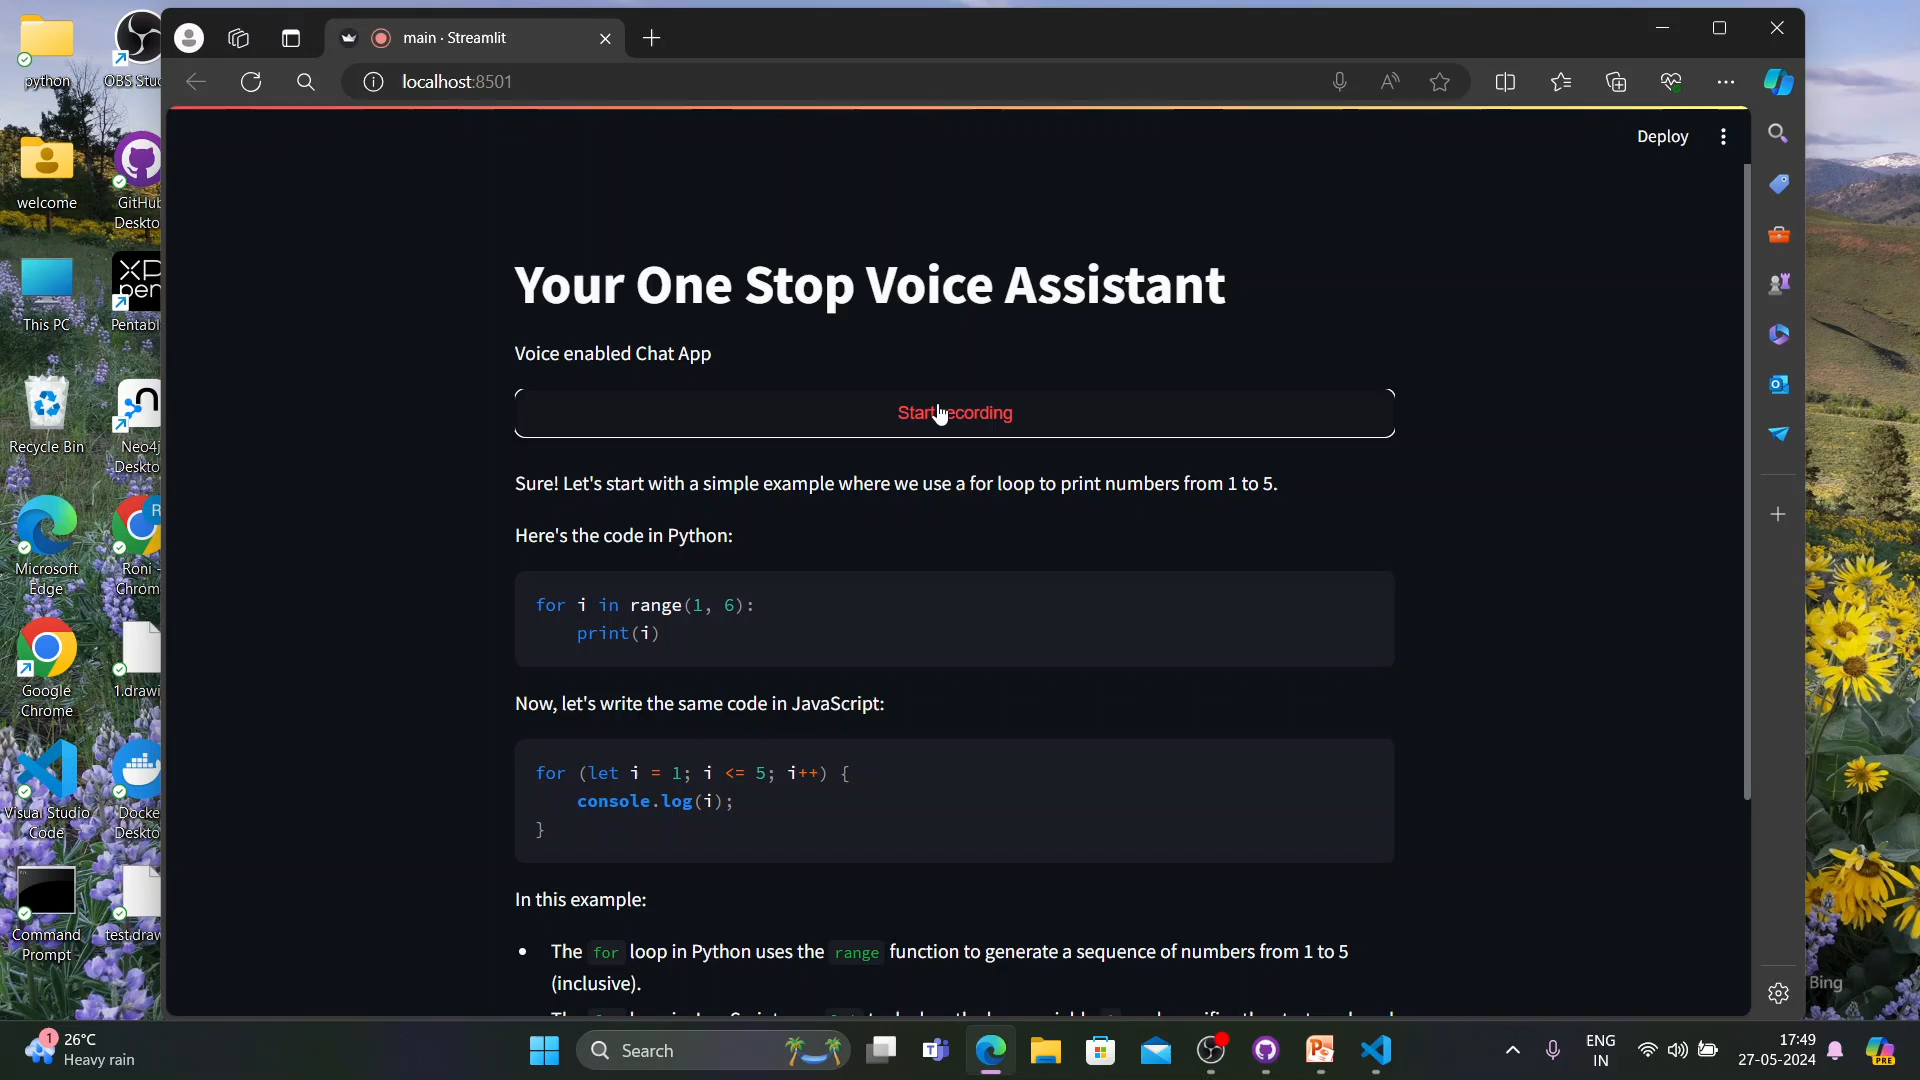 main · Streamlit
localhost:8501
Deploy
Your One Stop Voice Assistant
Voice enabled Chat App
Start recording
Sure! Let's start with a simple example where we use a for loop to print numbers from 1 to 5.
Here's the code in Python:
for i in range(1, 6):
print(i)
Now, let's write the same code in JavaScript:
for (let i = 1; i <= 5; i++) {
console.log(i);
}
In this example:
• The for loop in Python uses the range function to generate a sequence of numbers from 1 to 5
(inclusive).
python
OBS
welcome
GitHub
This PC
XP
pen
Pentabl
Recycle Bin
Neo4j
Microsoft
Edge
Roni -
Chrom
Google
Chrome
1.drawi
Visual Studio
Code
Docke
Command
Prompt
test.draw
Bing
1
26°C
Heavy rain
Search
PRE
ENG
IN
17:49
27-05-2024